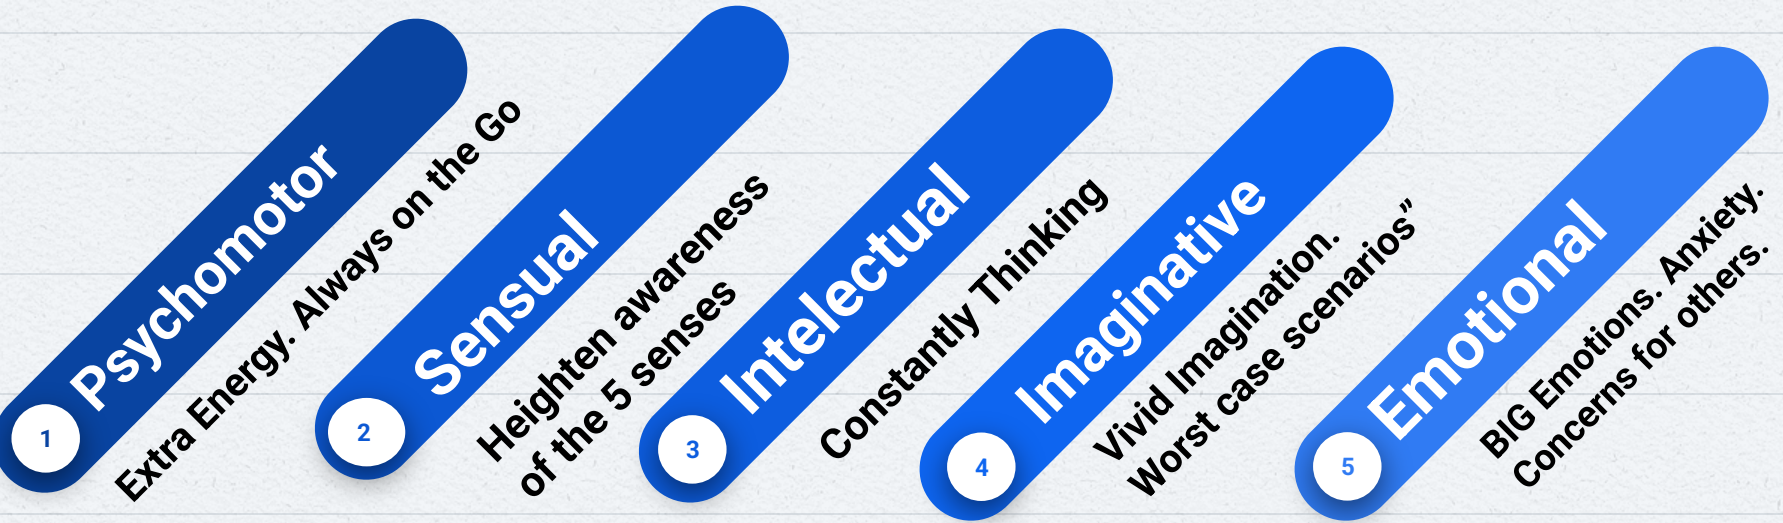 1
Psychomotor
Extra Energy. Always on the Go
2
Sensual
Heighten awareness
of the 5 senses
3
Intelectual
Constantly Thinking
4
Imaginative
Vivid Imagination.
Worst case scenarios”
5
Emotional
BIG Emotions. Anxiety.
Concerns for others.